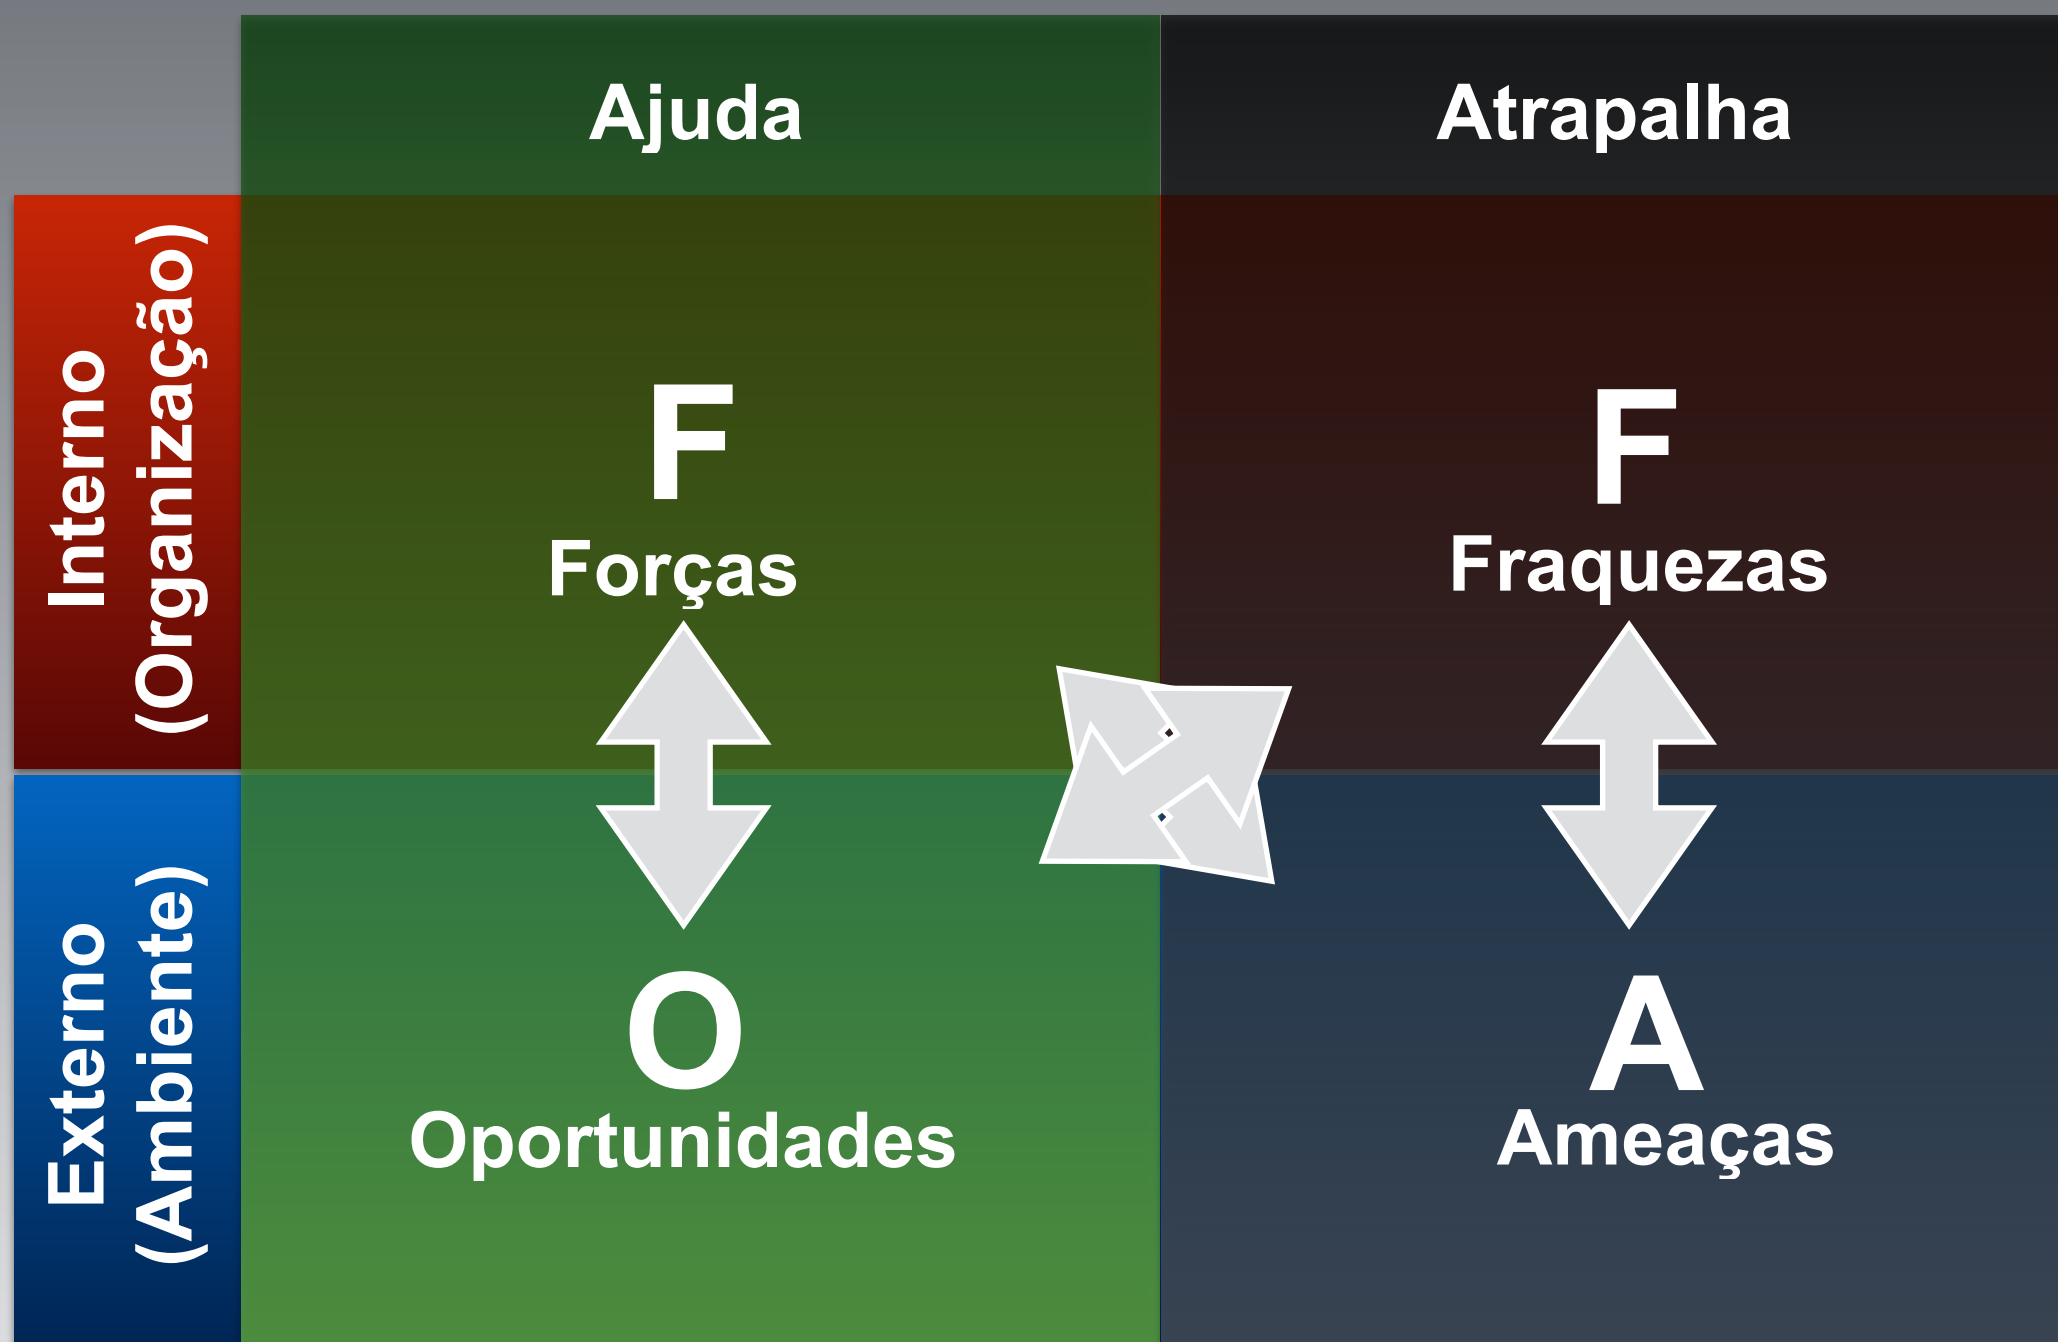 Ajuda
Atrapalha
Interno
(Organização)
F
Forças
F
Fraquezas
Externo
(Ambiente)
O
Oportunidades
A
Ameaças